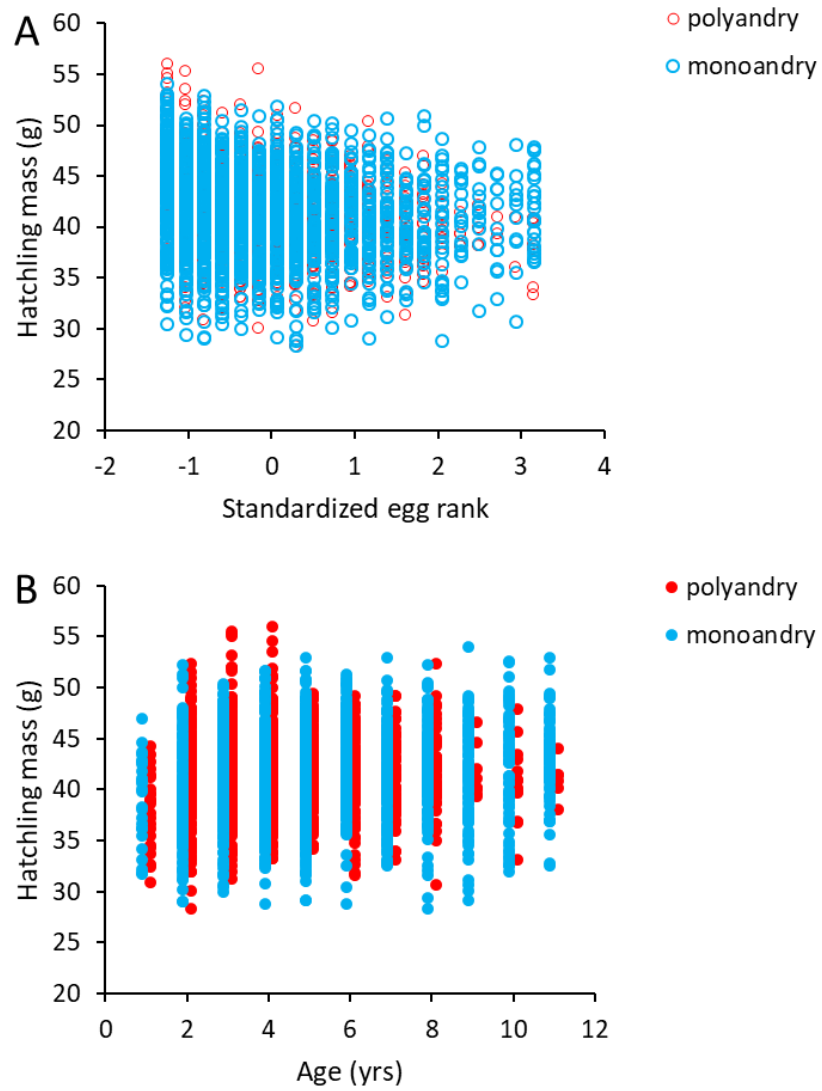 A
60
55
50
45
40
35
30
25
20
Hatchling mass (g)
-2 -1 0 1 2 3 4
Standardized egg rank
polyandry
monoandry
B
60
55
50
45
40
35
30
25
20
Hatchling mass (g)
0 2 4 6 8 10 12
Age (yrs)
polyandry
monoandry